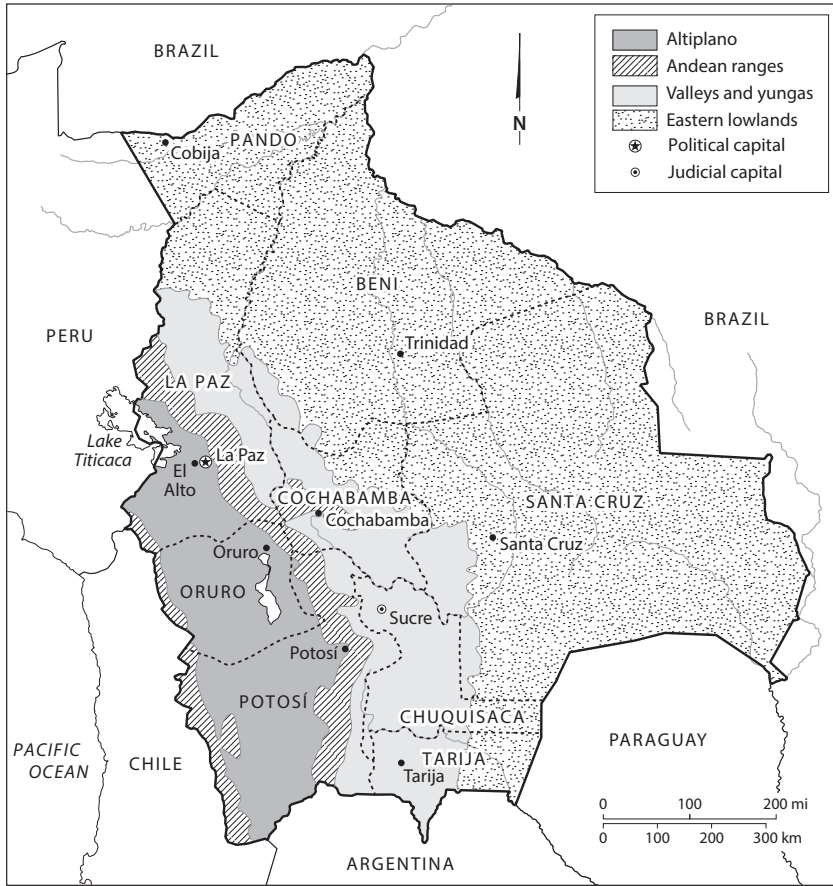 BRAZIL
Altiplano
Andean ranges
Valleys and yungas
Eastern lowlands
Political capital
Judicial capital
N
PANDO
Cobija
BENI
PERU
BRAZIL
Trinidad
LA PAZ
Lake
Titicaca
La Paz
El
Alto
COCHABAMBA
Cochabamba
SANTA CRUZ
Santa Cruz
Oruro
ORURO
Sucre
Potosí
POTOSÍ
CHUQUISACA
PACIFIC
OCEAN
CHILE
TARIJA
Tarija
PARAGUAY
0 100 200 mi
0 100 200 300 km
ARGENTINA